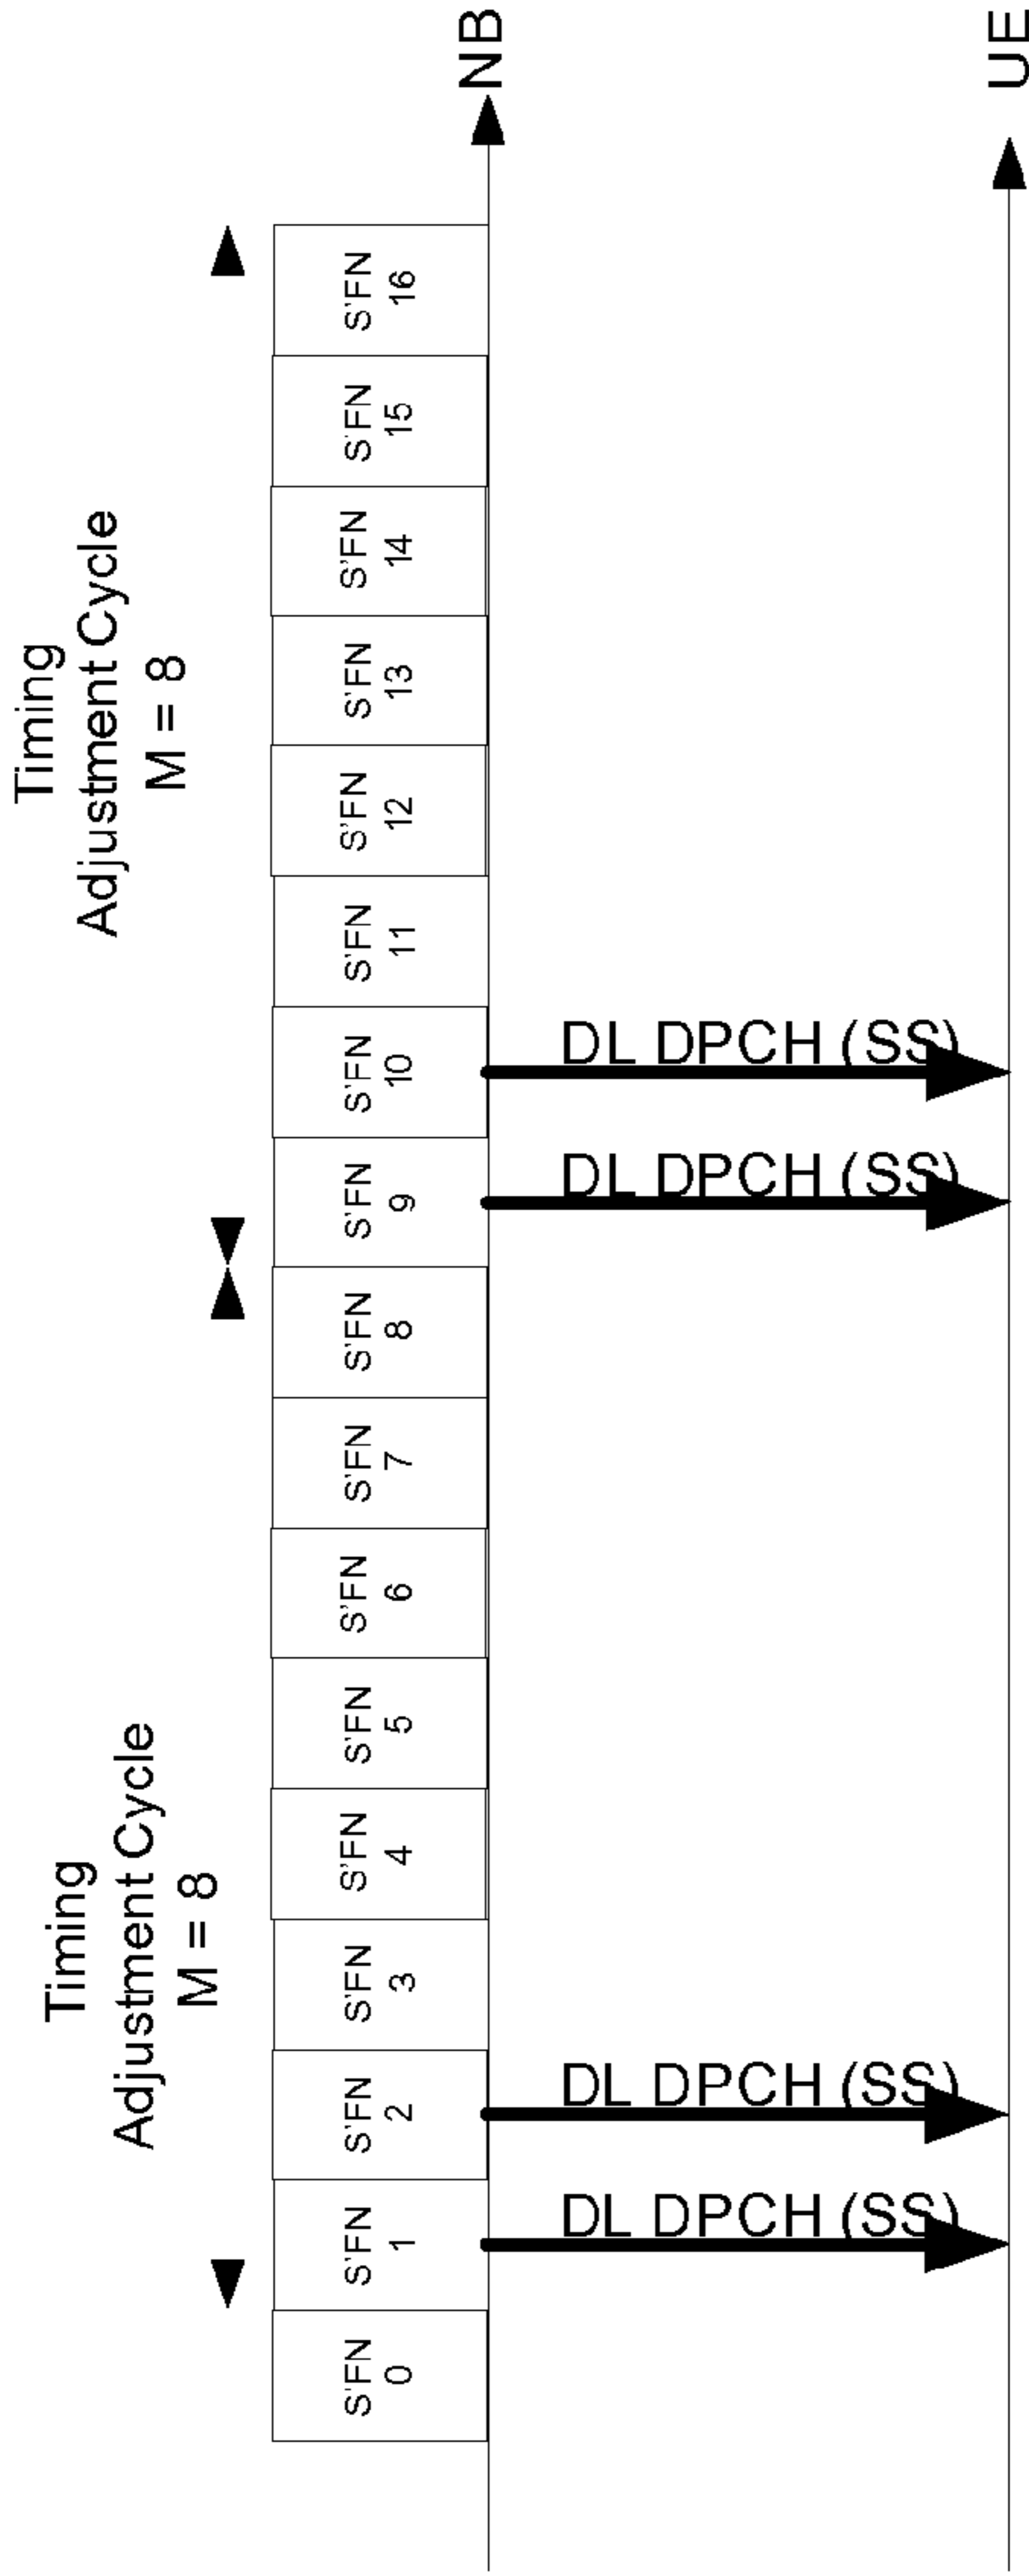 Timing
Adjustment Cycle
M = 8
Timing
Adjustment Cycle
M = 8
S'FN
0
S'FN
1
S'FN
2
S'FN
3
S'FN
4
S'FN
5
S'FN
6
S'FN
7
S'FN
8
S'FN
9
S'FN
10
S'FN
11
S'FN
12
S'FN
13
S'FN
14
S'FN
15
S'FN
16
NB
DL DPCH (SS)
DL DPCH (SS)
DL DPCH (SS)
DL DPCH (SS)
UE